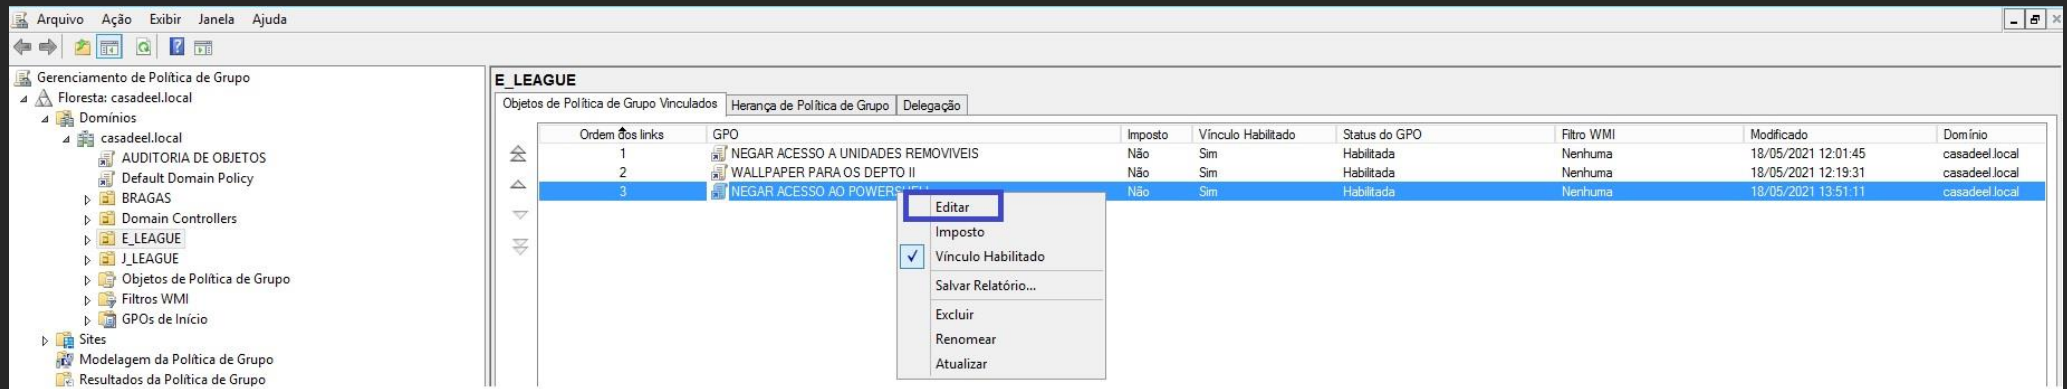 Arquivo Ação Exibir Janela Ajuda
Gerenciamento de Política de Grupo
Floresta: casadeel.local
Domínios
casadeel.local
AUDITORIA DE OBJETOS
Default Domain Policy
BRAGAS
Domain Controllers
E_LEAGUE
J_LEAGUE
Objetos de Política de Grupo
Filtros WMI
GPOs de Início
Sites
Modelagem da Política de Grupo
Resultados da Política de Grupo
E_LEAGUE
Objetos de Política de Grupo Vinculados Herança de Política de Grupo Delegação
Ordem dos links GPO Imposto Vínculo Habilitado Status do GPO Filtro WMI Modificado Domínio
1 NEGAR ACESSO A UNIDADES REMOVIVEIS Não Sim Habilitada Nenhuma 18/05/2021 12:01:45 casadeel.local
2 WALLPAPER PARA OS DEPTO II Não Sim Habilitada Nenhuma 18/05/2021 12:19:31 casadeel.local
3 NEGAR ACESSO AO POWERSHELL Não Sim Habilitada Nenhuma 18/05/2021 13:51:11 casadeel.local
Editar
Imposto
Vínculo Habilitado
Salvar Relatório...
Excluir
Renomear
Atualizar